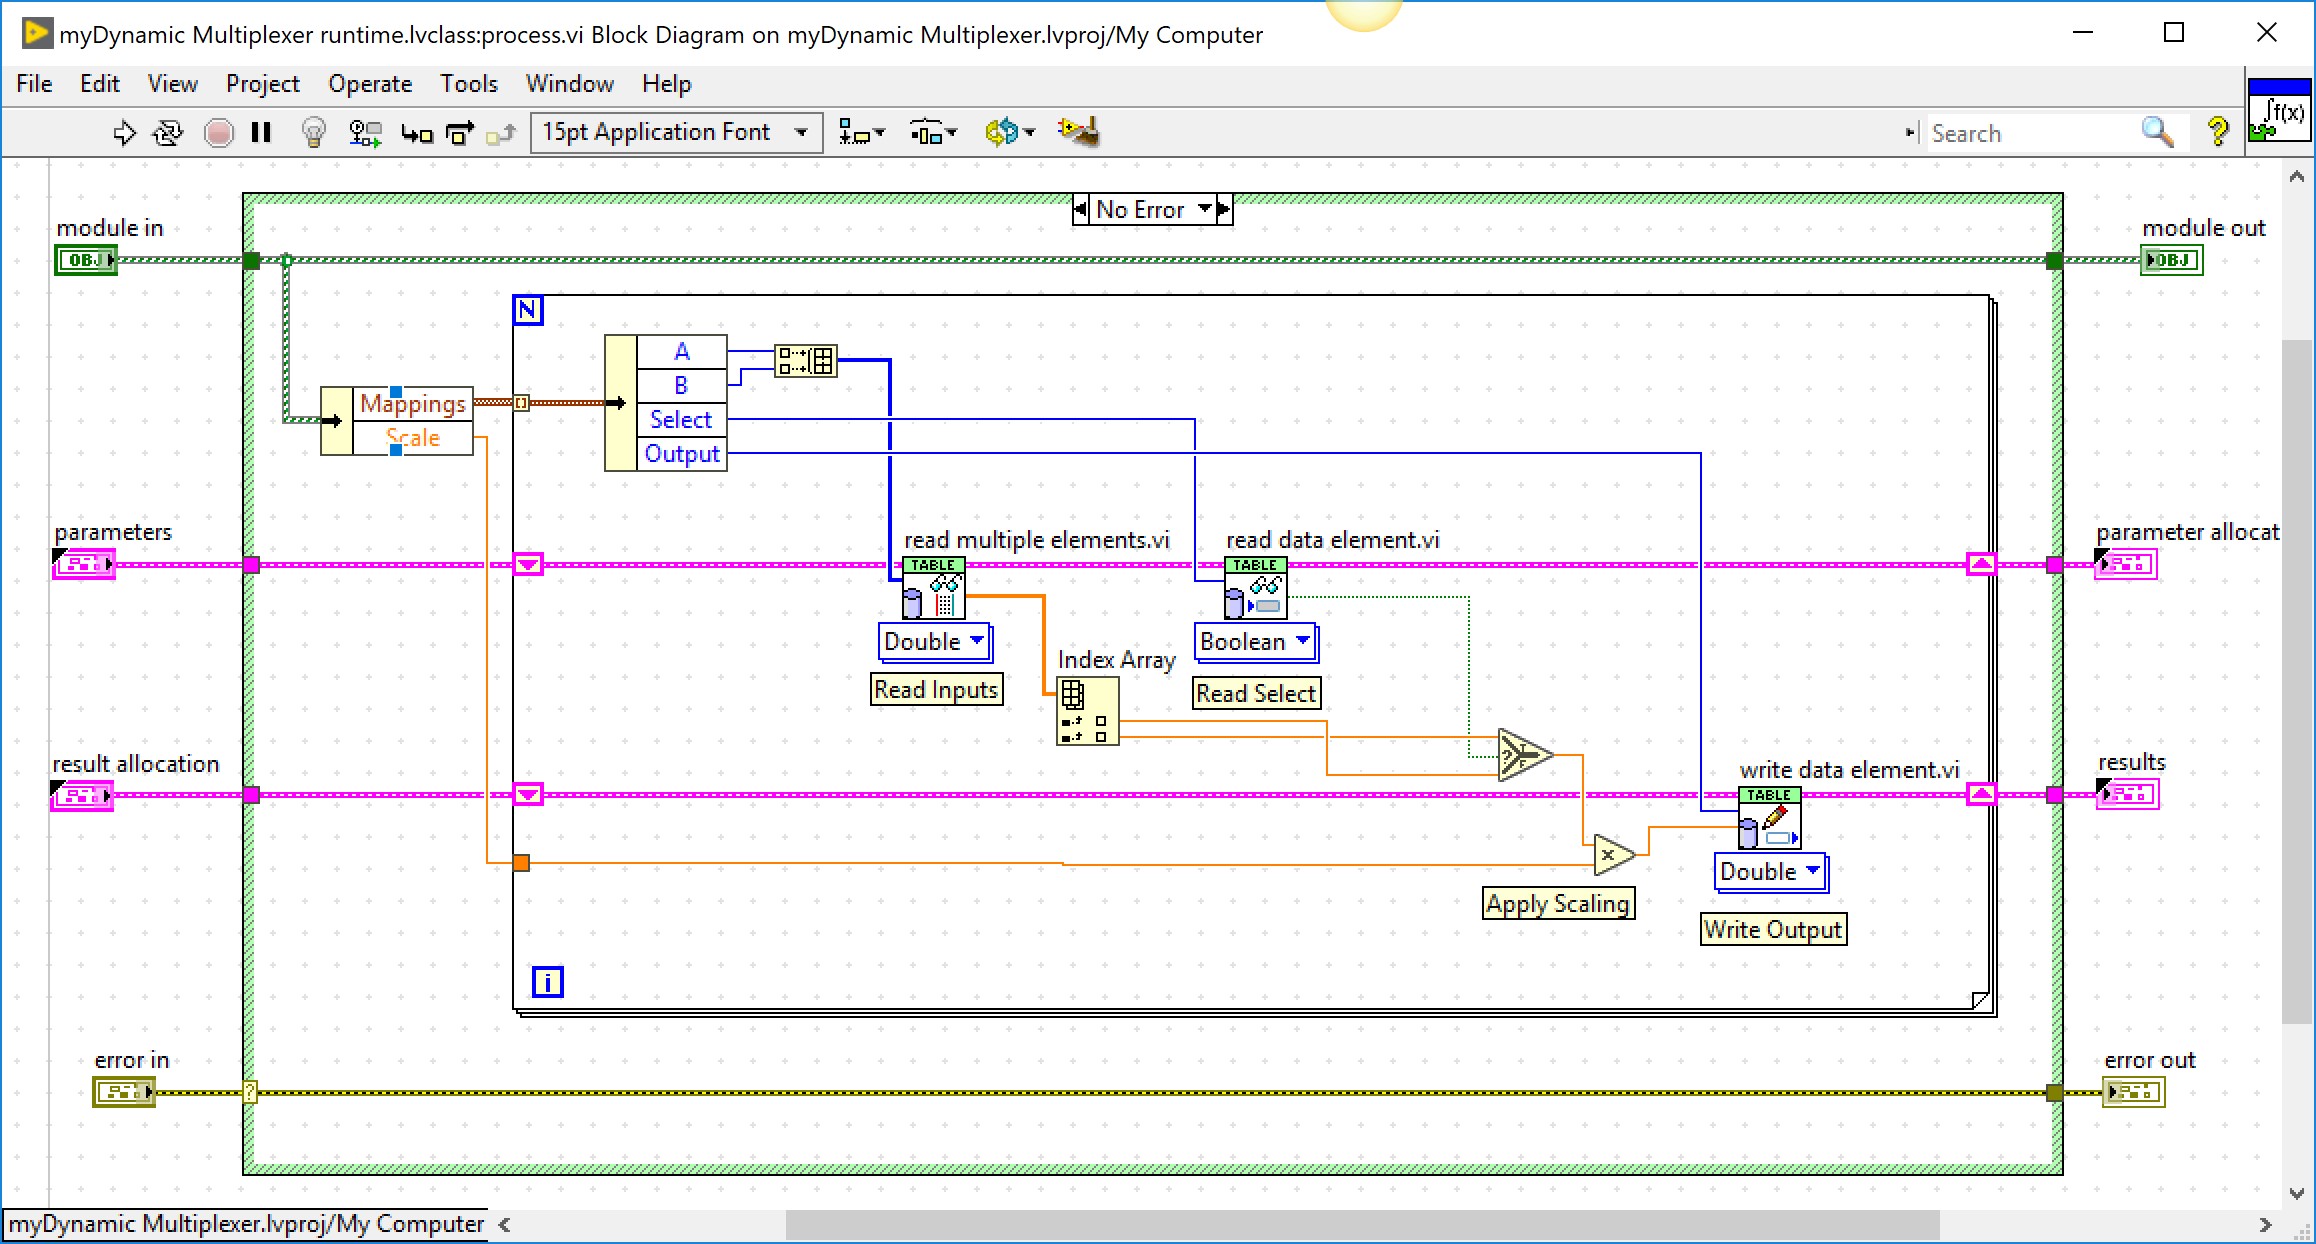 myDynamic Multiplexer runtime.lvclass:process.vi Block Diagram on myDynamic Multiplexer.lvproj/My Computer
File Edit View Project Operate Tools Window Help
15pt Application Font
Search
?
∫f(x)
No Error
module in
OBJ
module out
OBJ
N
A
B
Select
Output
Mappings
Scale
parameters
parameter allocat
read multiple elements.vi
TABLE
Double
Read Inputs
read data element.vi
TABLE
Boolean
Read Select
Index Array
? T F
result allocation
results
write data element.vi
TABLE
Double
Write Output
x
Apply Scaling
i
error in
?
error out
myDynamic Multiplexer.lvproj/My Computer